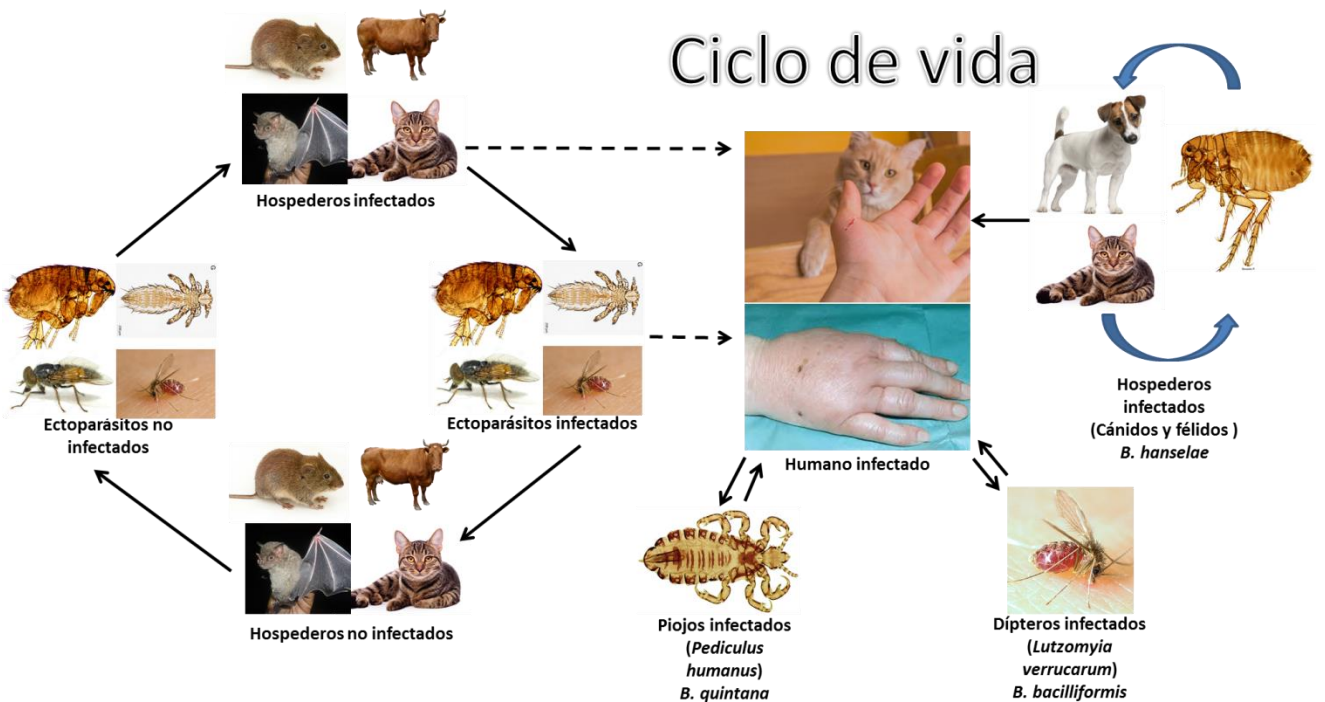 Ciclo de vida
Hospederos infectados
Ectoparásitos no
infectados
Ectoparásitos infectados
Hospederos no infectados
Humano infectado
Hospederos
infectados
(Cánidos y félidos )
B. hanselae
Piojos infectados
(Pediculus
humanus)
B. quintana
Dípteros infectados
(Lutzomyia
verrucarum)
B. bacilliformis